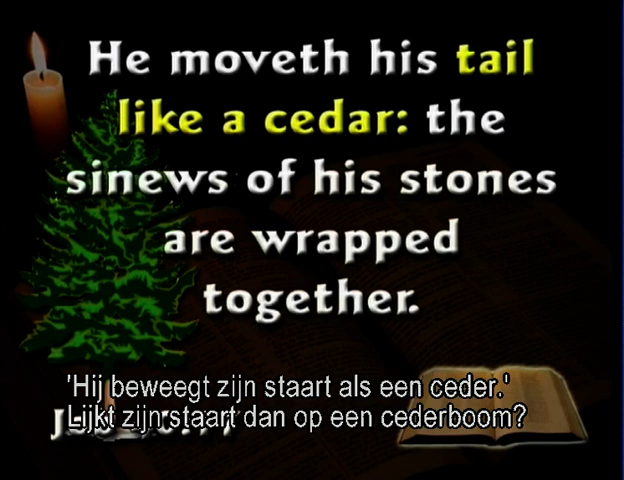 He moveth his tail
like a cedar: the
sinews of his stones
are wrapped
together.
'Hij beweegt zijn staart als een ceder.'
Lijkt zijn staart dan op een cederboom?